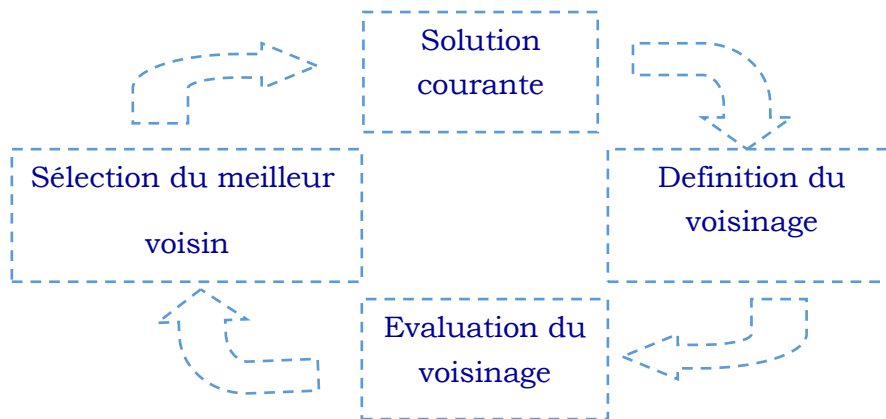 Solution
courante
Sélection du meilleur
voisin
Definition du
voisinage
Evaluation du
voisinage